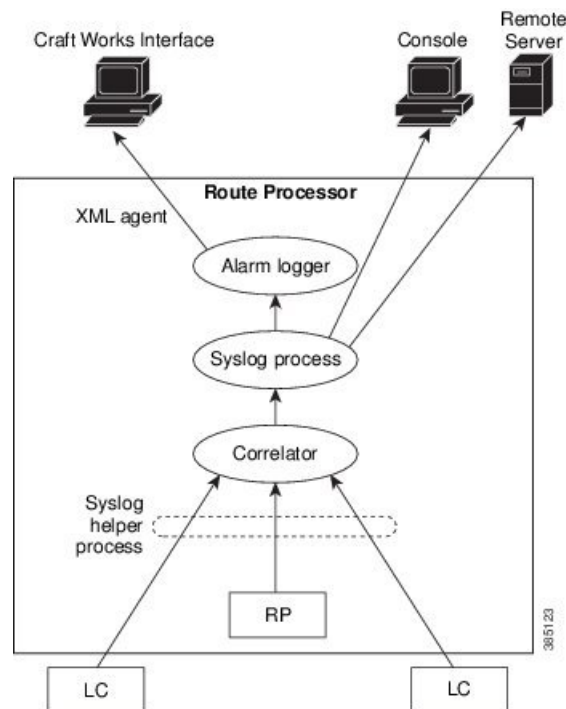 Remote
Server
Craft Works Interface
Console
Route Processor
XML agent
Alarm logger
Syslog process
Correlator
Syslog
helper
process
RP
LC
LC
385123